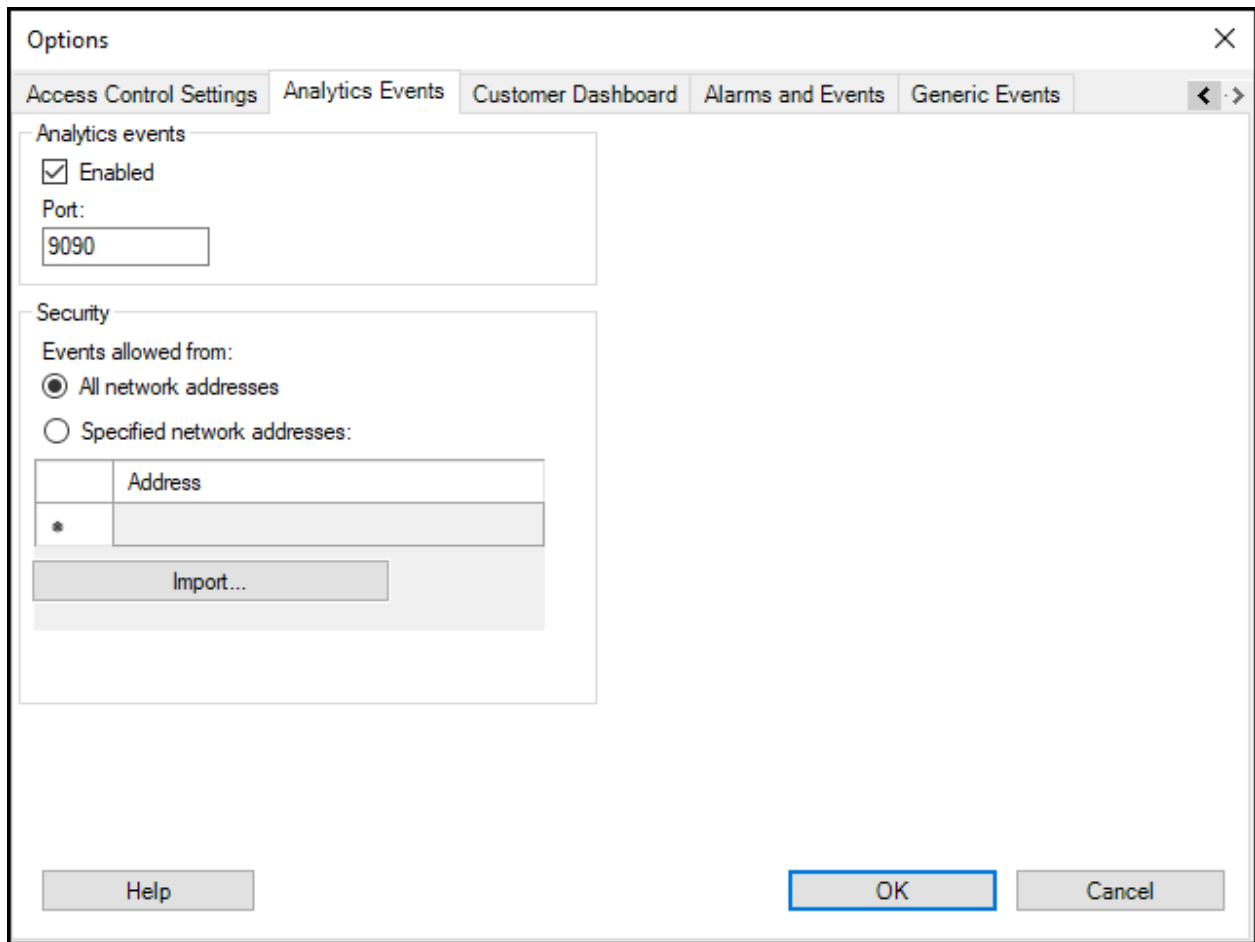 Options
Access Control Settings Analytics Events Customer Dashboard Alarms and Events Generic Events
Analytics events
Enabled
Port:
9090
Security
Events allowed from:
All network addresses
Specified network addresses:
Address
Import...
Help OK Cancel